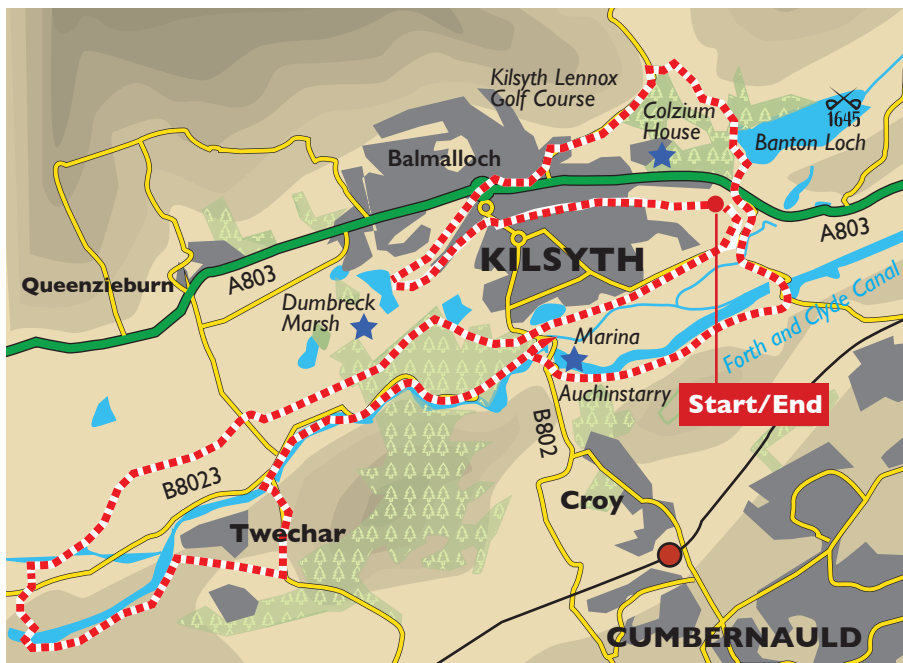 Kilsyth Lennox
Golf Course
Colzium
House
1645
Banton Loch
Balmalloch
A803
KILSYTH
Queenzieburn
A803
Dumbreck
Marsh
Marina
Forth and Clyde Canal
Auchinstarry
Start/End
B802
B8023
Croy
Twechar
CUMBERNAULD